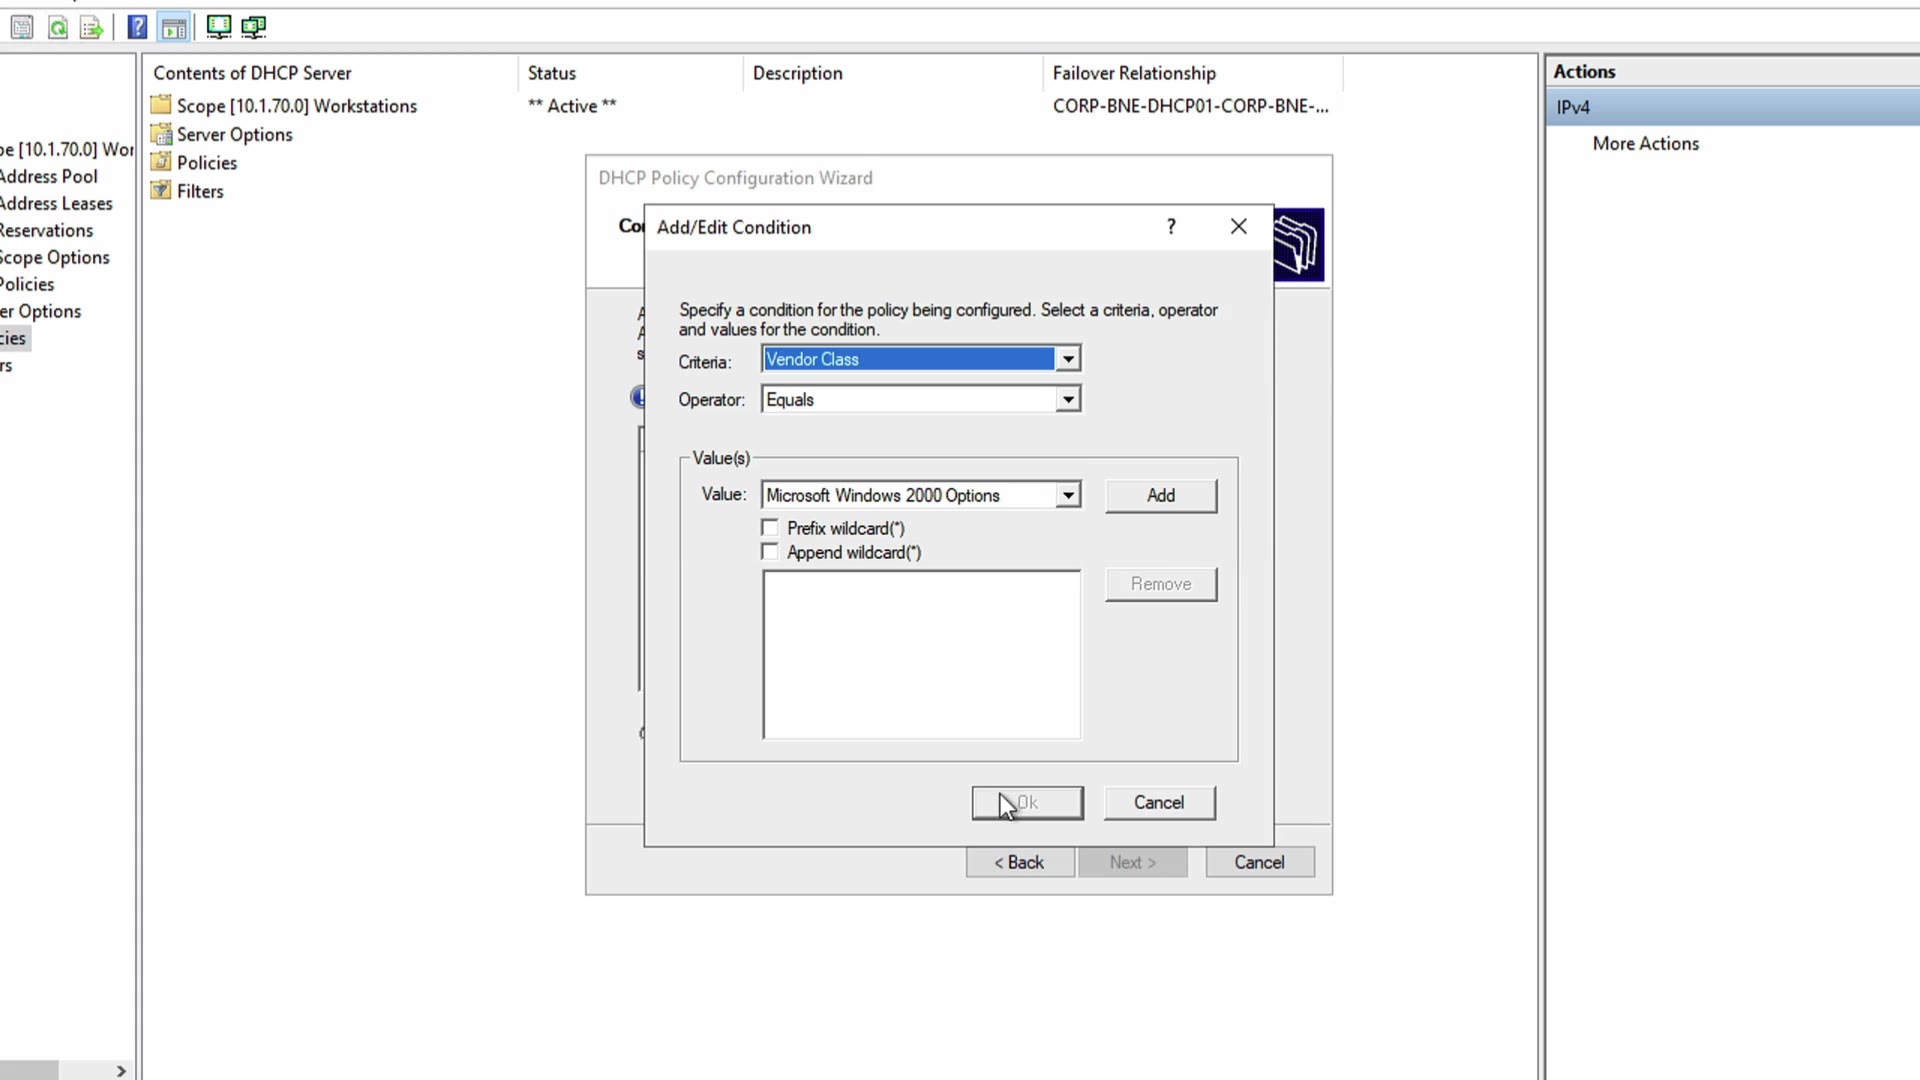 Contents of DHCP Server
Status
Description
Failover Relationship
Actions
Scope [10.1.70.0] Workstations
** Active **
CORP-BNE-DHCP01-CORP-BNE-...
IPv4
Server Options
Policies
Filters
More Actions
pe [10.1.70.0] Wor
Address Pool
Address Leases
Reservations
Scope Options
Policies
er Options
cies
rs
DHCP Policy Configuration Wizard
Co
Add/Edit Condition
?
Specify a condition for the policy being configured. Select a criteria, operator
and values for the condition.
Criteria: Vendor Class
Operator: Equals
Value(s)
Value: Microsoft Windows 2000 Options
Add
Prefix wildcard(*)
Append wildcard(*)
Remove
Ok
Cancel
< Back
Next >
Cancel